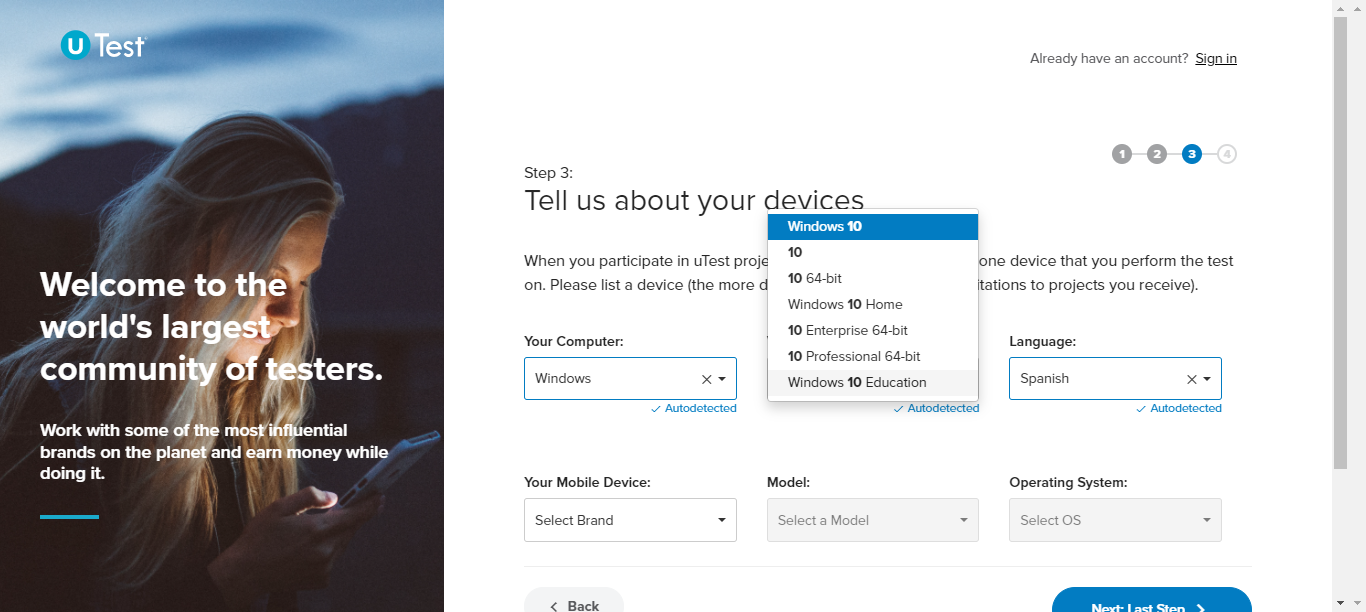 uTest
Already have an account? Sign in
1 2 3 4
Step 3:
Tell us about your devices
When you participate in uTest proje
one device that you perform the test
on. Please list a device (the more d
itations to projects you receive).
Windows 10
10
10 64-bit
Windows 10 Home
10 Enterprise 64-bit
10 Professional 64-bit
Windows 10 Education
Your Computer:
Language:
Windows
Spanish
Autodetected
Autodetected
Autodetected
Your Mobile Device:
Model:
Operating System:
Select Brand
Select a Model
Select OS
Back
Next: Last Step
Welcome to the
world's largest
community of testers.
Work with some of the most influential
brands on the planet and earn money while
doing it.